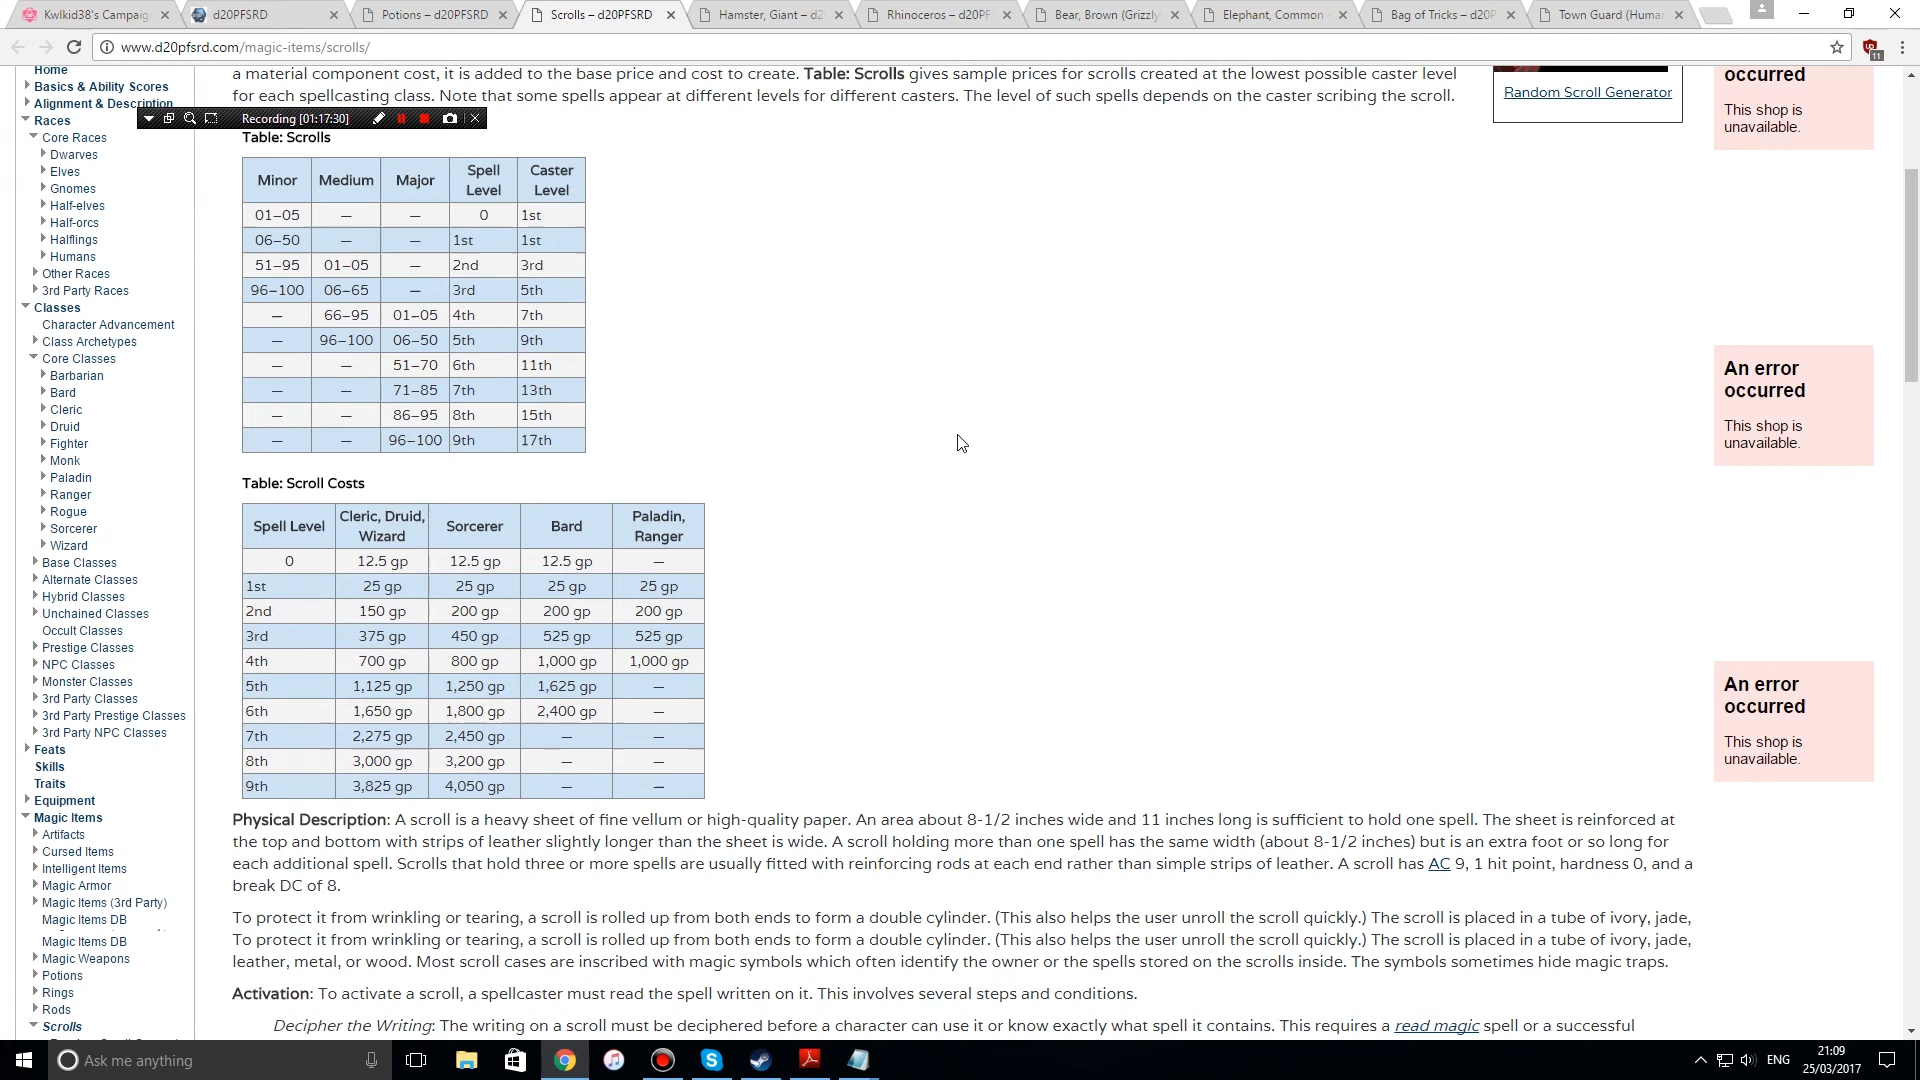 Kwlkid38's Campaig
d20PFSRD
Potions – d20PFSRD
Scrolls – d20PFSRD
Hamster, Giant – d2
Rhinoceros – d20PF
Bear, Brown (Grizzly
Elephant, Common
Bag of Tricks – d20P
Town Guard (Huma
www.d20pfsrd.com/magic-items/scrolls/
11
Home
Basics & Ability Scores
Alignment & Description
Races
Core Races
Dwarves
Elves
Gnomes
Half-elves
Half-orcs
Halflings
Humans
Other Races
3rd Party Races
Classes
Character Advancement
Class Archetypes
Core Classes
Barbarian
Bard
Cleric
Druid
Fighter
Monk
Paladin
Ranger
Rogue
Sorcerer
Wizard
Base Classes
Alternate Classes
Hybrid Classes
Unchained Classes
Occult Classes
Prestige Classes
NPC Classes
Monster Classes
3rd Party Classes
3rd Party Prestige Classes
3rd Party NPC Classes
Feats
Skills
Traits
Equipment
Magic Items
Artifacts
Cursed Items
Intelligent Items
Magic Armor
Magic Items (3rd Party)
Magic Items DB
Magic Items DB
Magic Weapons
Potions
Rings
Rods
Scrolls
Recording [01:17:30]
a material component cost, it is added to the base price and cost to create. Table: Scrolls gives sample prices for scrolls created at the lowest possible caster level
for each spellcasting class. Note that some spells appear at different levels for different casters. The level of such spells depends on the caster scribing the scroll.
Table: Scrolls
Minor Medium Major Spell Level Caster Level
01–05 — — 0 1st
06–50 — — 1st 1st
51–95 01–05 — 2nd 3rd
96–100 06–65 — 3rd 5th
— 66–95 01–05 4th 7th
— 96–100 06–50 5th 9th
— — 51–70 6th 11th
— — 71–85 7th 13th
— — 86–95 8th 15th
— — 96–100 9th 17th
Table: Scroll Costs
Spell Level Cleric, Druid, Wizard Sorcerer Bard Paladin, Ranger
0 12.5 gp 12.5 gp 12.5 gp —
1st 25 gp 25 gp 25 gp 25 gp
2nd 150 gp 200 gp 200 gp 200 gp
3rd 375 gp 450 gp 525 gp 525 gp
4th 700 gp 800 gp 1,000 gp 1,000 gp
5th 1,125 gp 1,250 gp 1,625 gp —
6th 1,650 gp 1,800 gp 2,400 gp —
7th 2,275 gp 2,450 gp — —
8th 3,000 gp 3,200 gp — —
9th 3,825 gp 4,050 gp — —
Physical Description: A scroll is a heavy sheet of fine vellum or high-quality paper. An area about 8-1/2 inches wide and 11 inches long is sufficient to hold one spell. The sheet is reinforced at
the top and bottom with strips of leather slightly longer than the sheet is wide. A scroll holding more than one spell has the same width (about 8-1/2 inches) but is an extra foot or so long for
each additional spell. Scrolls that hold three or more spells are usually fitted with reinforcing rods at each end rather than simple strips of leather. A scroll has AC 9, 1 hit point, hardness 0, and a
break DC of 8.
To protect it from wrinkling or tearing, a scroll is rolled up from both ends to form a double cylinder. (This also helps the user unroll the scroll quickly.) The scroll is placed in a tube of ivory, jade,
To protect it from wrinkling or tearing, a scroll is rolled up from both ends to form a double cylinder. (This also helps the user unroll the scroll quickly.) The scroll is placed in a tube of ivory, jade,
leather, metal, or wood. Most scroll cases are inscribed with magic symbols which often identify the owner or the spells stored on the scrolls inside. The symbols sometimes hide magic traps.
Activation: To activate a scroll, a spellcaster must read the spell written on it. This involves several steps and conditions.
Decipher the Writing: The writing on a scroll must be deciphered before a character can use it or know exactly what spell it contains. This requires a read magic spell or a successful
Random Scroll Generator
occurred
This shop is
unavailable.
An error
occurred
This shop is
unavailable.
An error
occurred
This shop is
unavailable.
Ask me anything
ENG
21:09
25/03/2017